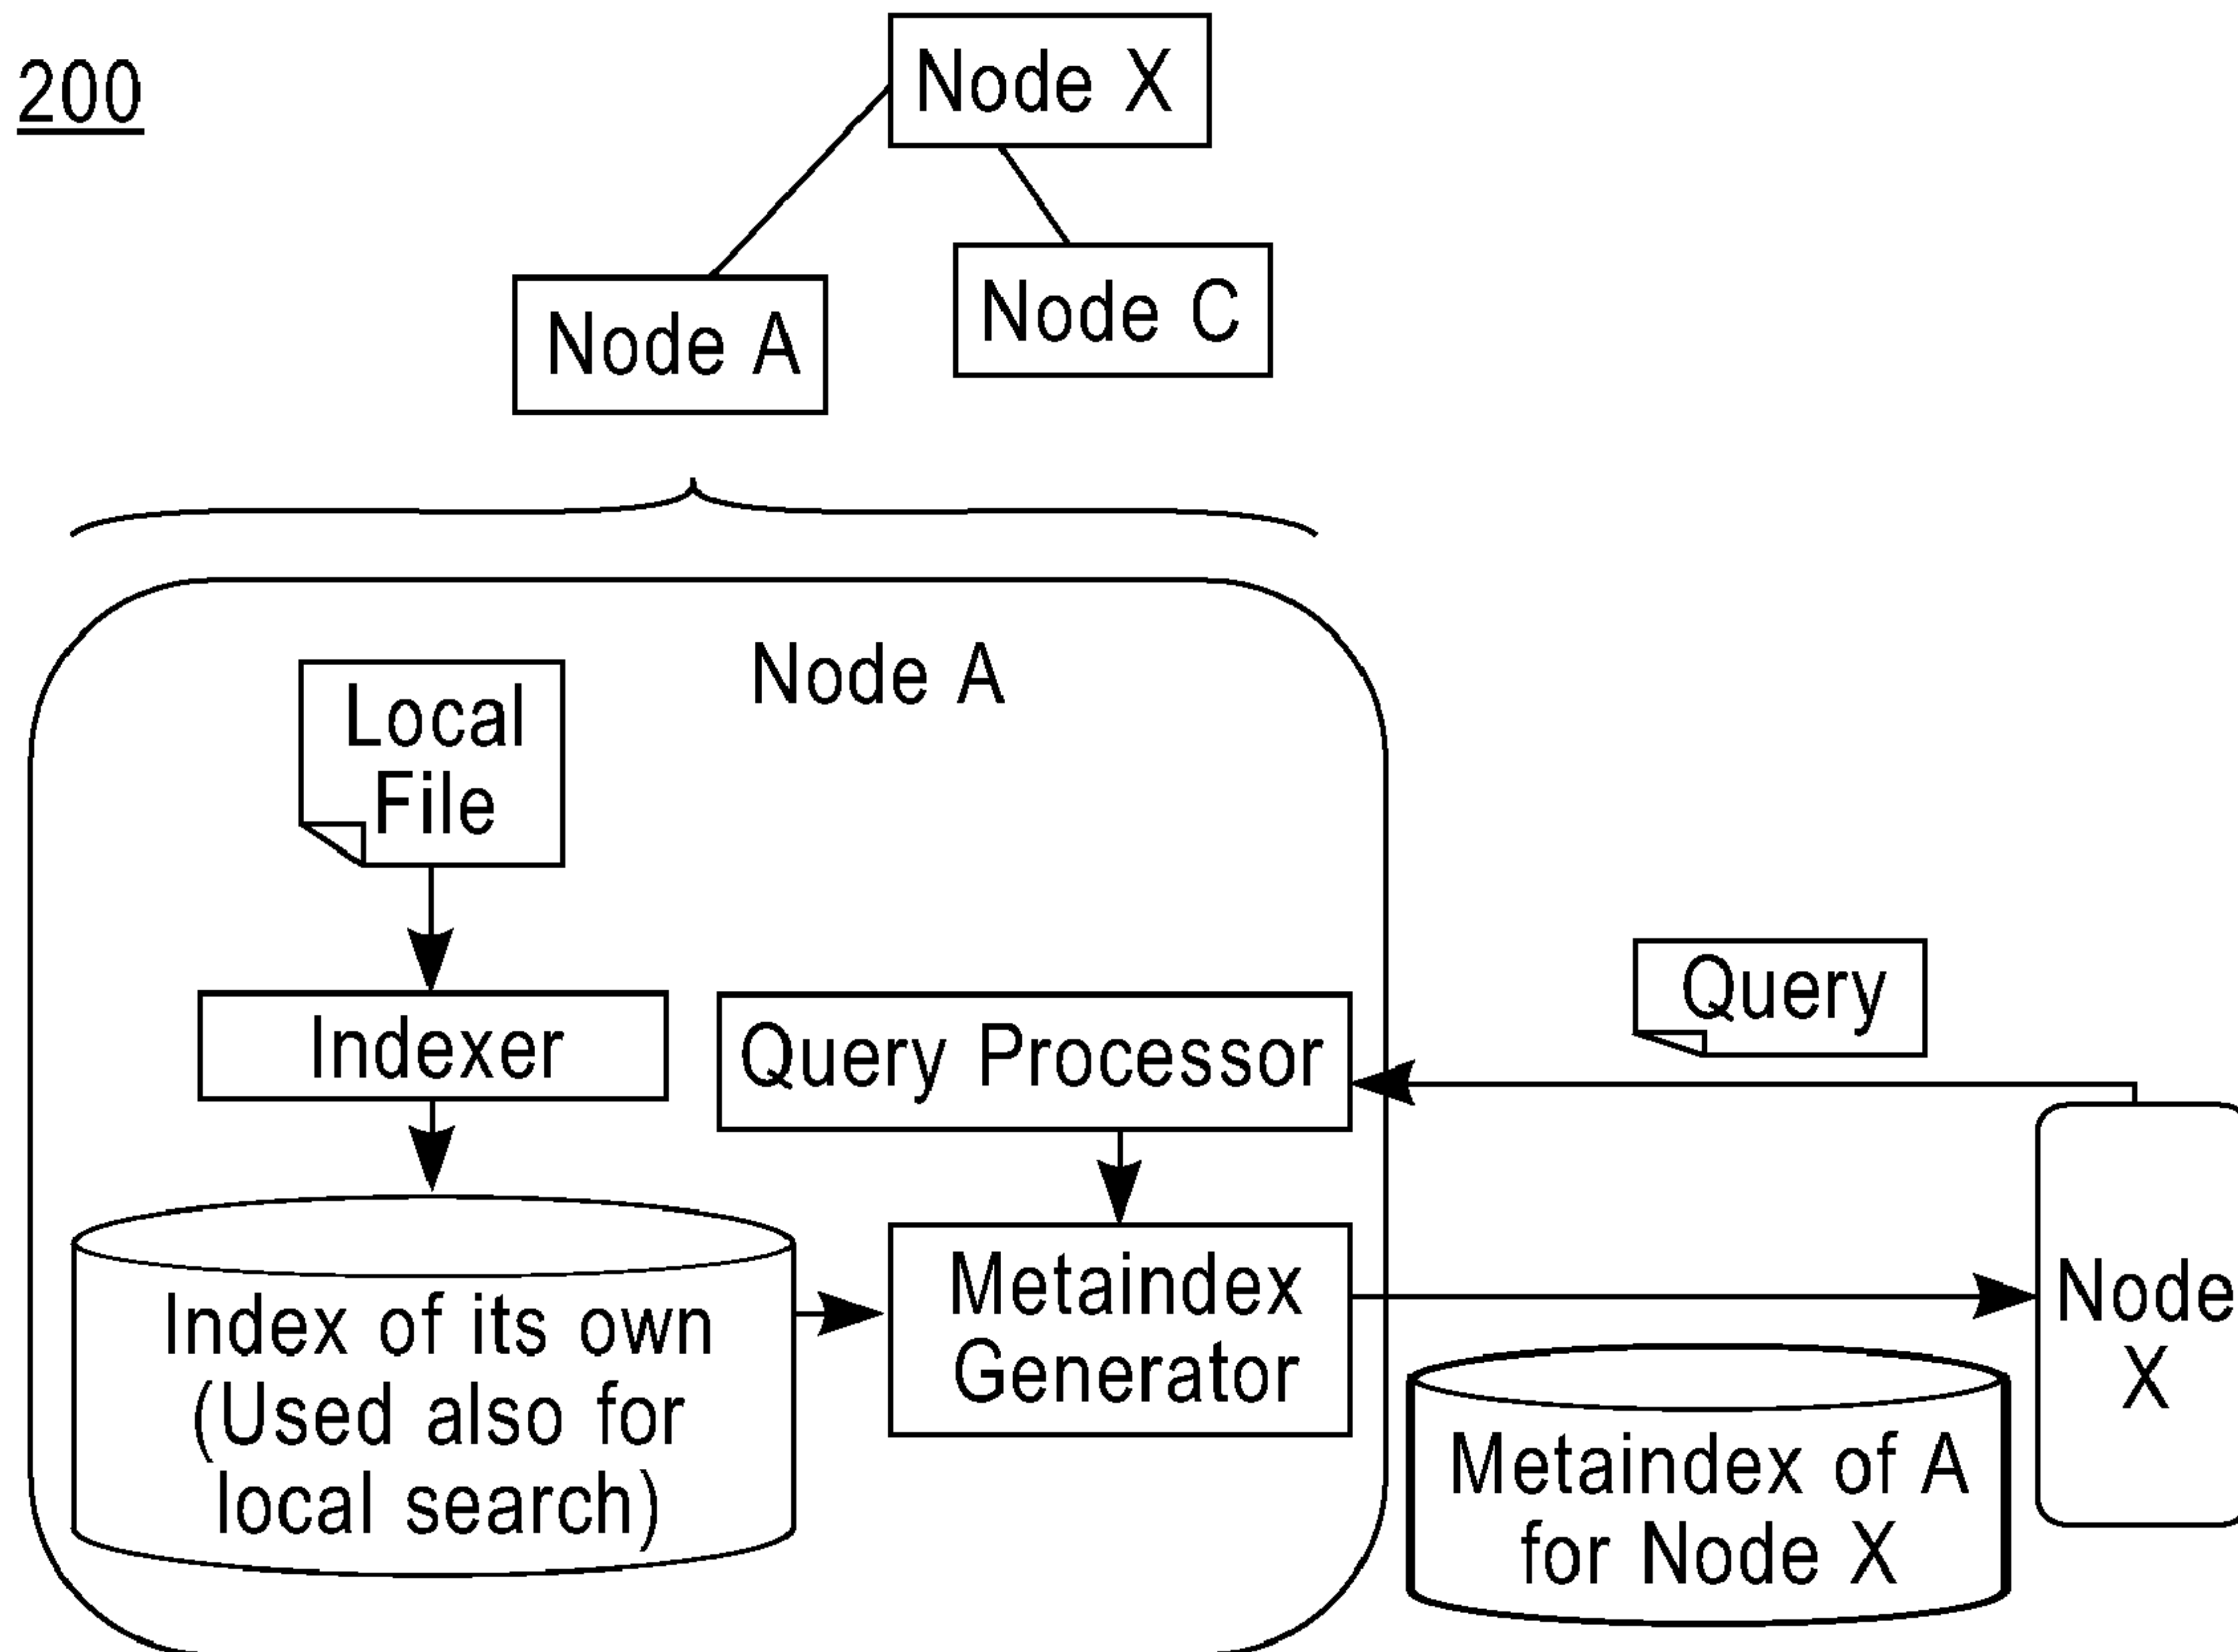 200
Node X
Node A
Node C
Node A
Local
File
Indexer
Query Processor
Query
Index of its own
(Used also for
local search)
Metaindex
Generator
Node
X
Metaindex of A
for Node X